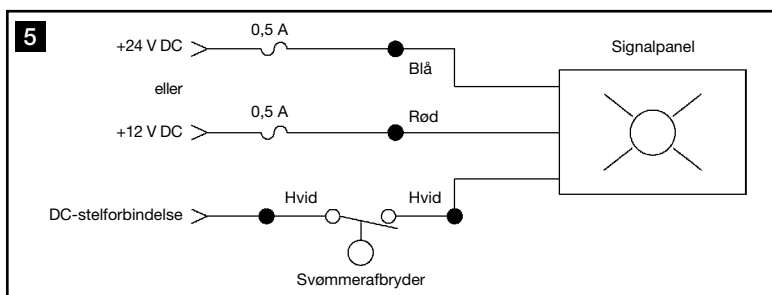 5
+24 V DC
0,5 A
Blå
Signalpanel
eller
+12 V DC
0,5 A
Rød
DC-stelforbindelse
Hvid
Hvid
Svømmerafbryder